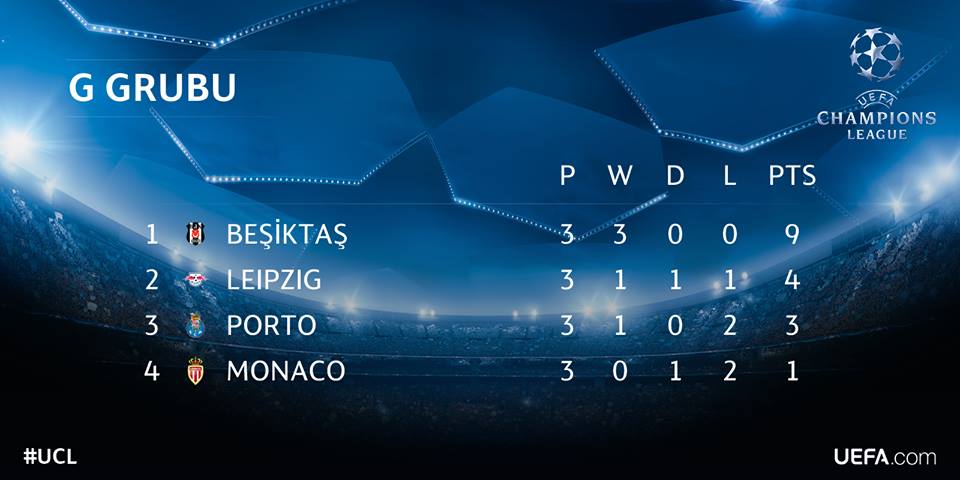 G GRUBU
UEFA
CHAMPIONS
LEAGUE
P W D L PTS
1 BEŞİKTAŞ 3 3 0 0 9
2 LEIPZIG 3 1 1 1 4
3 PORTO 3 1 0 2 3
4 MONACO 3 0 1 2 1
#UCL
UEFA.com